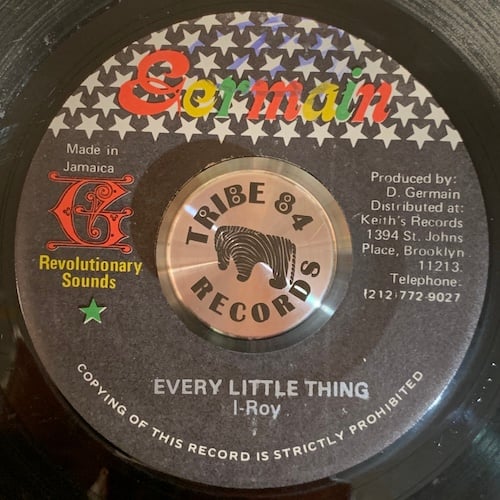 Germain
Made in
Jamaica
G
Revolutionary
Sounds
Produced by:
D. Germain
Distributed at:
Keith's Records
1394 St. Johns
Place, Brooklyn
11213.
Telephone:
(212)772-9027
TRIBE 84
RECORDS
EVERY LITTLE THING
I-Roy
COPYING OF THIS RECORD IS STRICTLY PROHIBITED